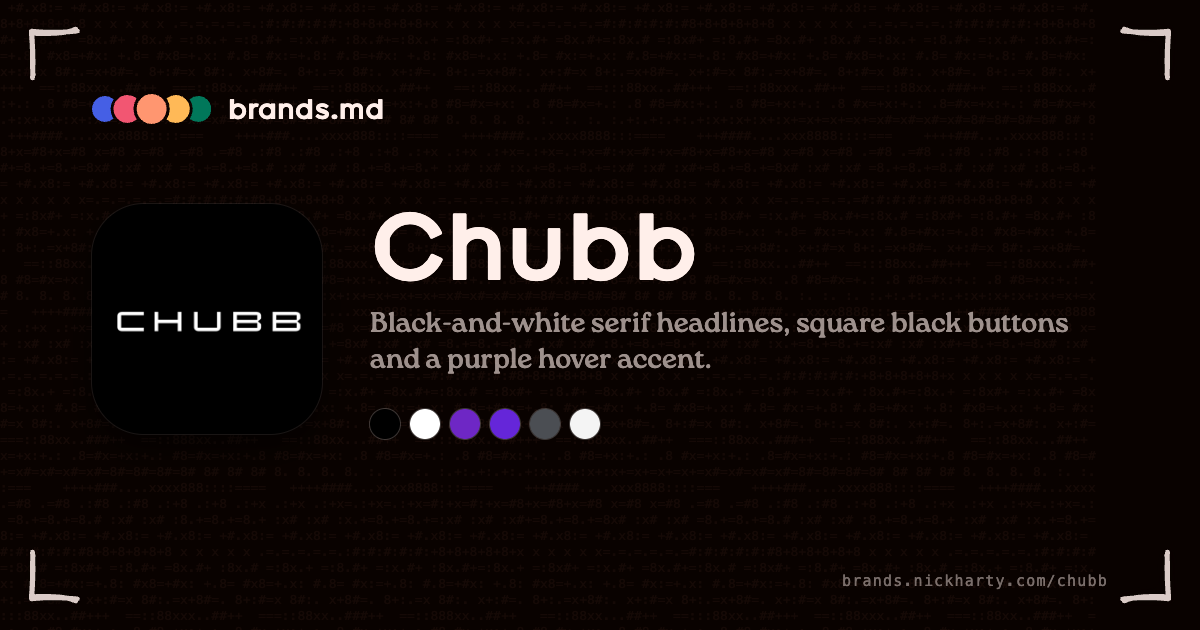 brands.md
Chubb
CHUBB
Black-and-white serif headlines, square black buttons
and a purple hover accent.
brands.nickharty.com/chubb